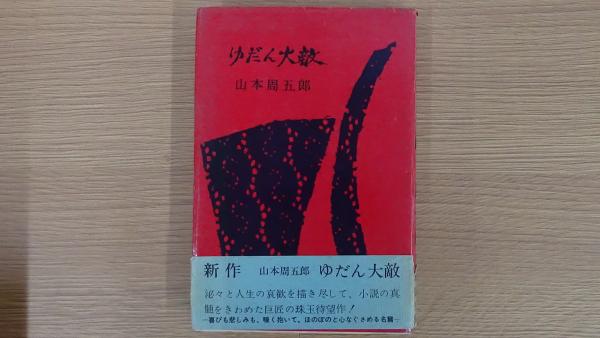 ゆだん大敵
山本周五郎
新作 山本周五郎 ゆだん大敵
泌々と人生の哀歓を描き尽して、小説の真
髄をきわめた巨匠の珠玉待望作！
―喜びも悲しみも、暖く抱いて、ほのぼのと心なぐさめる名篇―